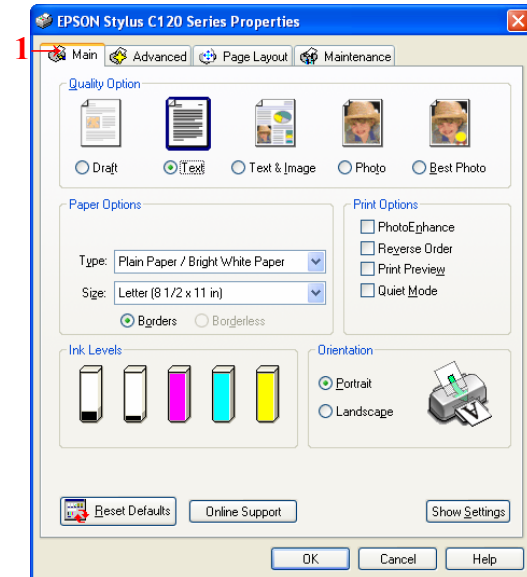 EPSON Stylus C120 Series Properties
1
Main Advanced Page Layout Maintenance
Quality Option
Draft Text Text & Image Photo Best Photo
Paper Options
Type: Plain Paper / Bright White Paper
Size: Letter (8 1/2 x 11 in)
Borders Borderless
Print Options
PhotoEnhance
Reverse Order
Print Preview
Quiet Mode
Ink Levels
Orientation
Portrait
Landscape
A
Reset Defaults Online Support Show Settings
OK Cancel Help